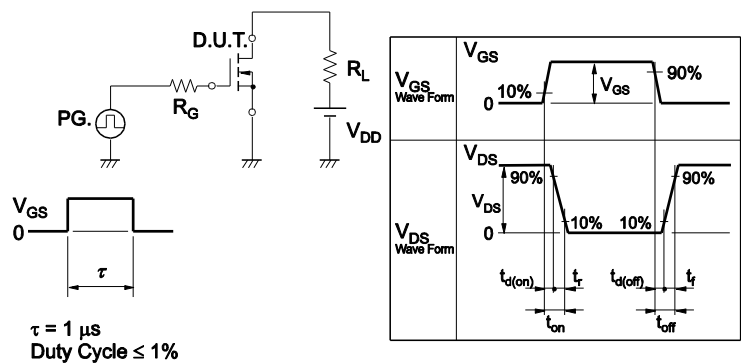 D.U.T.
RL
RG
PG.
VDD
VGS
0
τ
τ = 1 μs
Duty Cycle ≤ 1%
VGS
Wave Form
VGS
10%
0
VGS
90%
VDS
Wave Form
VDS
90%
VDS
0
10%
10%
90%
td(on)
tr
td(off)
tf
ton
toff